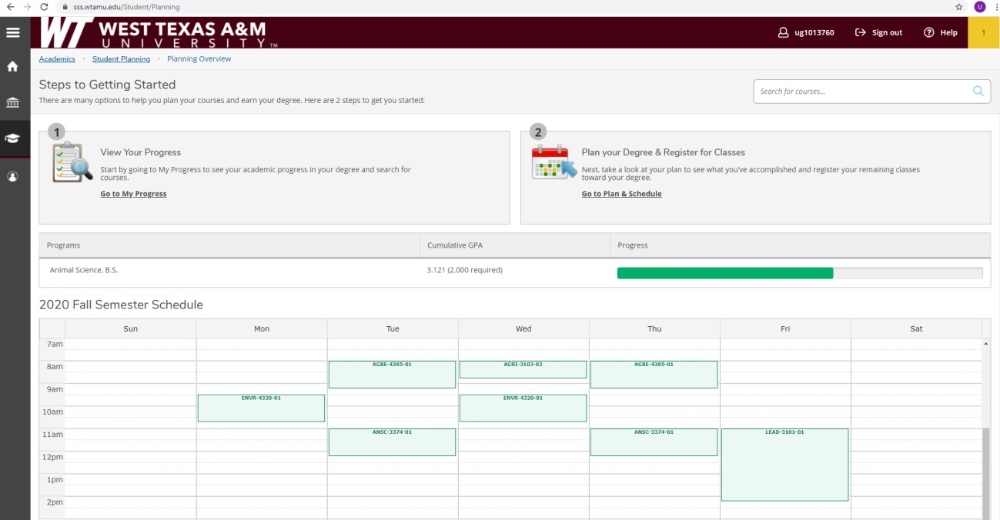 sss.wtamu.edu/Student/Planning
U
WT WEST TEXAS A&M
UNIVERSITY TM
ug1013760 Sign out Help 1
Academics · Student Planning · Planning Overview
Steps to Getting Started
There are many options to help you plan your courses and earn your degree. Here are 2 steps to get you started:
Search for courses...
1
View Your Progress
Start by going to My Progress to see your academic progress in your degree and search for
courses.
Go to My Progress
2
Plan your Degree & Register for Classes
Next, take a look at your plan to see what you've accomplished and register your remaining classes
toward your degree.
Go to Plan & Schedule
Programs Cumulative GPA Progress
Animal Science, B.S. 3.121 (2.000 required)
2020 Fall Semester Schedule
Sun Mon Tue Wed Thu Fri Sat
7am
8am AGBE-4365-01 AGRI-3103-02 AGBE-4365-01
9am
ENVR-4320-01 ENVR-4320-01
10am
11am ANSC-3374-01 ANSC-3374-01 LEAD-3101-01
12pm
1pm
2pm